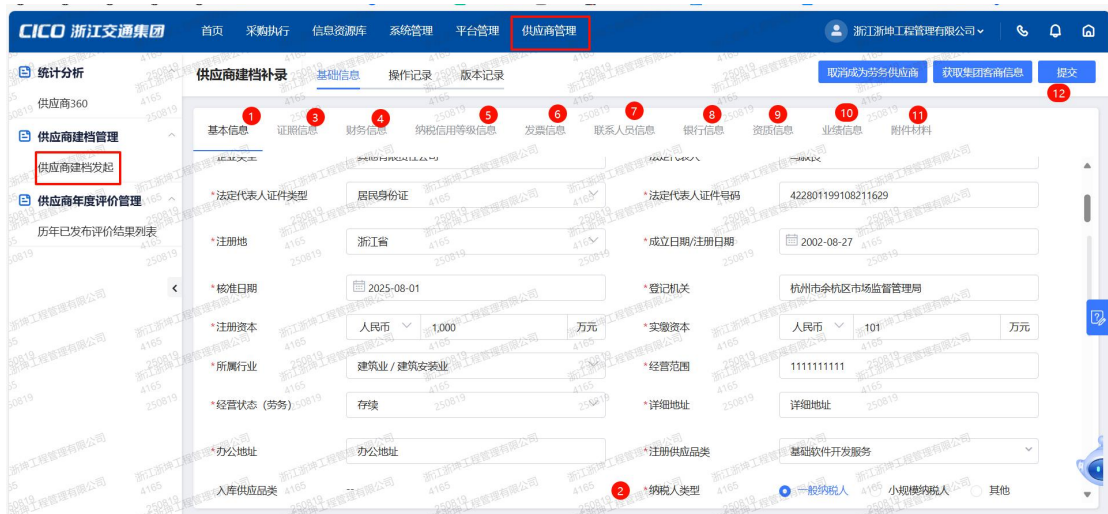 CICO 浙江交通集团 首页 采购执行 信息资源库 系统管理 平台管理 供应商管理 浙江浙坤工程管理有限公司
统计分析
供应商360
供应商建档管理
供应商建档发起
供应商年度评价管理
历年已发布评价结果列表
供应商建档补录 基础信息 操作记录 版本记录 取消成为劳务供应商 获取集团客商信息 提交
12
1 3 4 5 6 7 8 9 10 11
基本信息 证照信息 财务信息 纳税信用等级信息 发票信息 联系人员信息 银行信息 资质信息 业绩信息 附件材料
*法定代表人证件类型 居民身份证 *法定代表人证件号码 422801199108211629
*注册地 浙江省 *成立日期/注册日期 2002-08-27
*核准日期 2025-08-01 *登记机关 杭州市余杭区市场监督管理局
*注册资本 人民币 1,000 万元 *实缴资本 人民币 101 万元
*所属行业 建筑业 / 建筑安装业 *经营范围 1111111111
*经营状态（劳务） 存续 *详细地址 详细地址
*办公地址 办公地址 *注册供应品类 基础软件开发服务
入库供应品类 -- 2 *纳税人类型 一般纳税人 小规模纳税人 其他